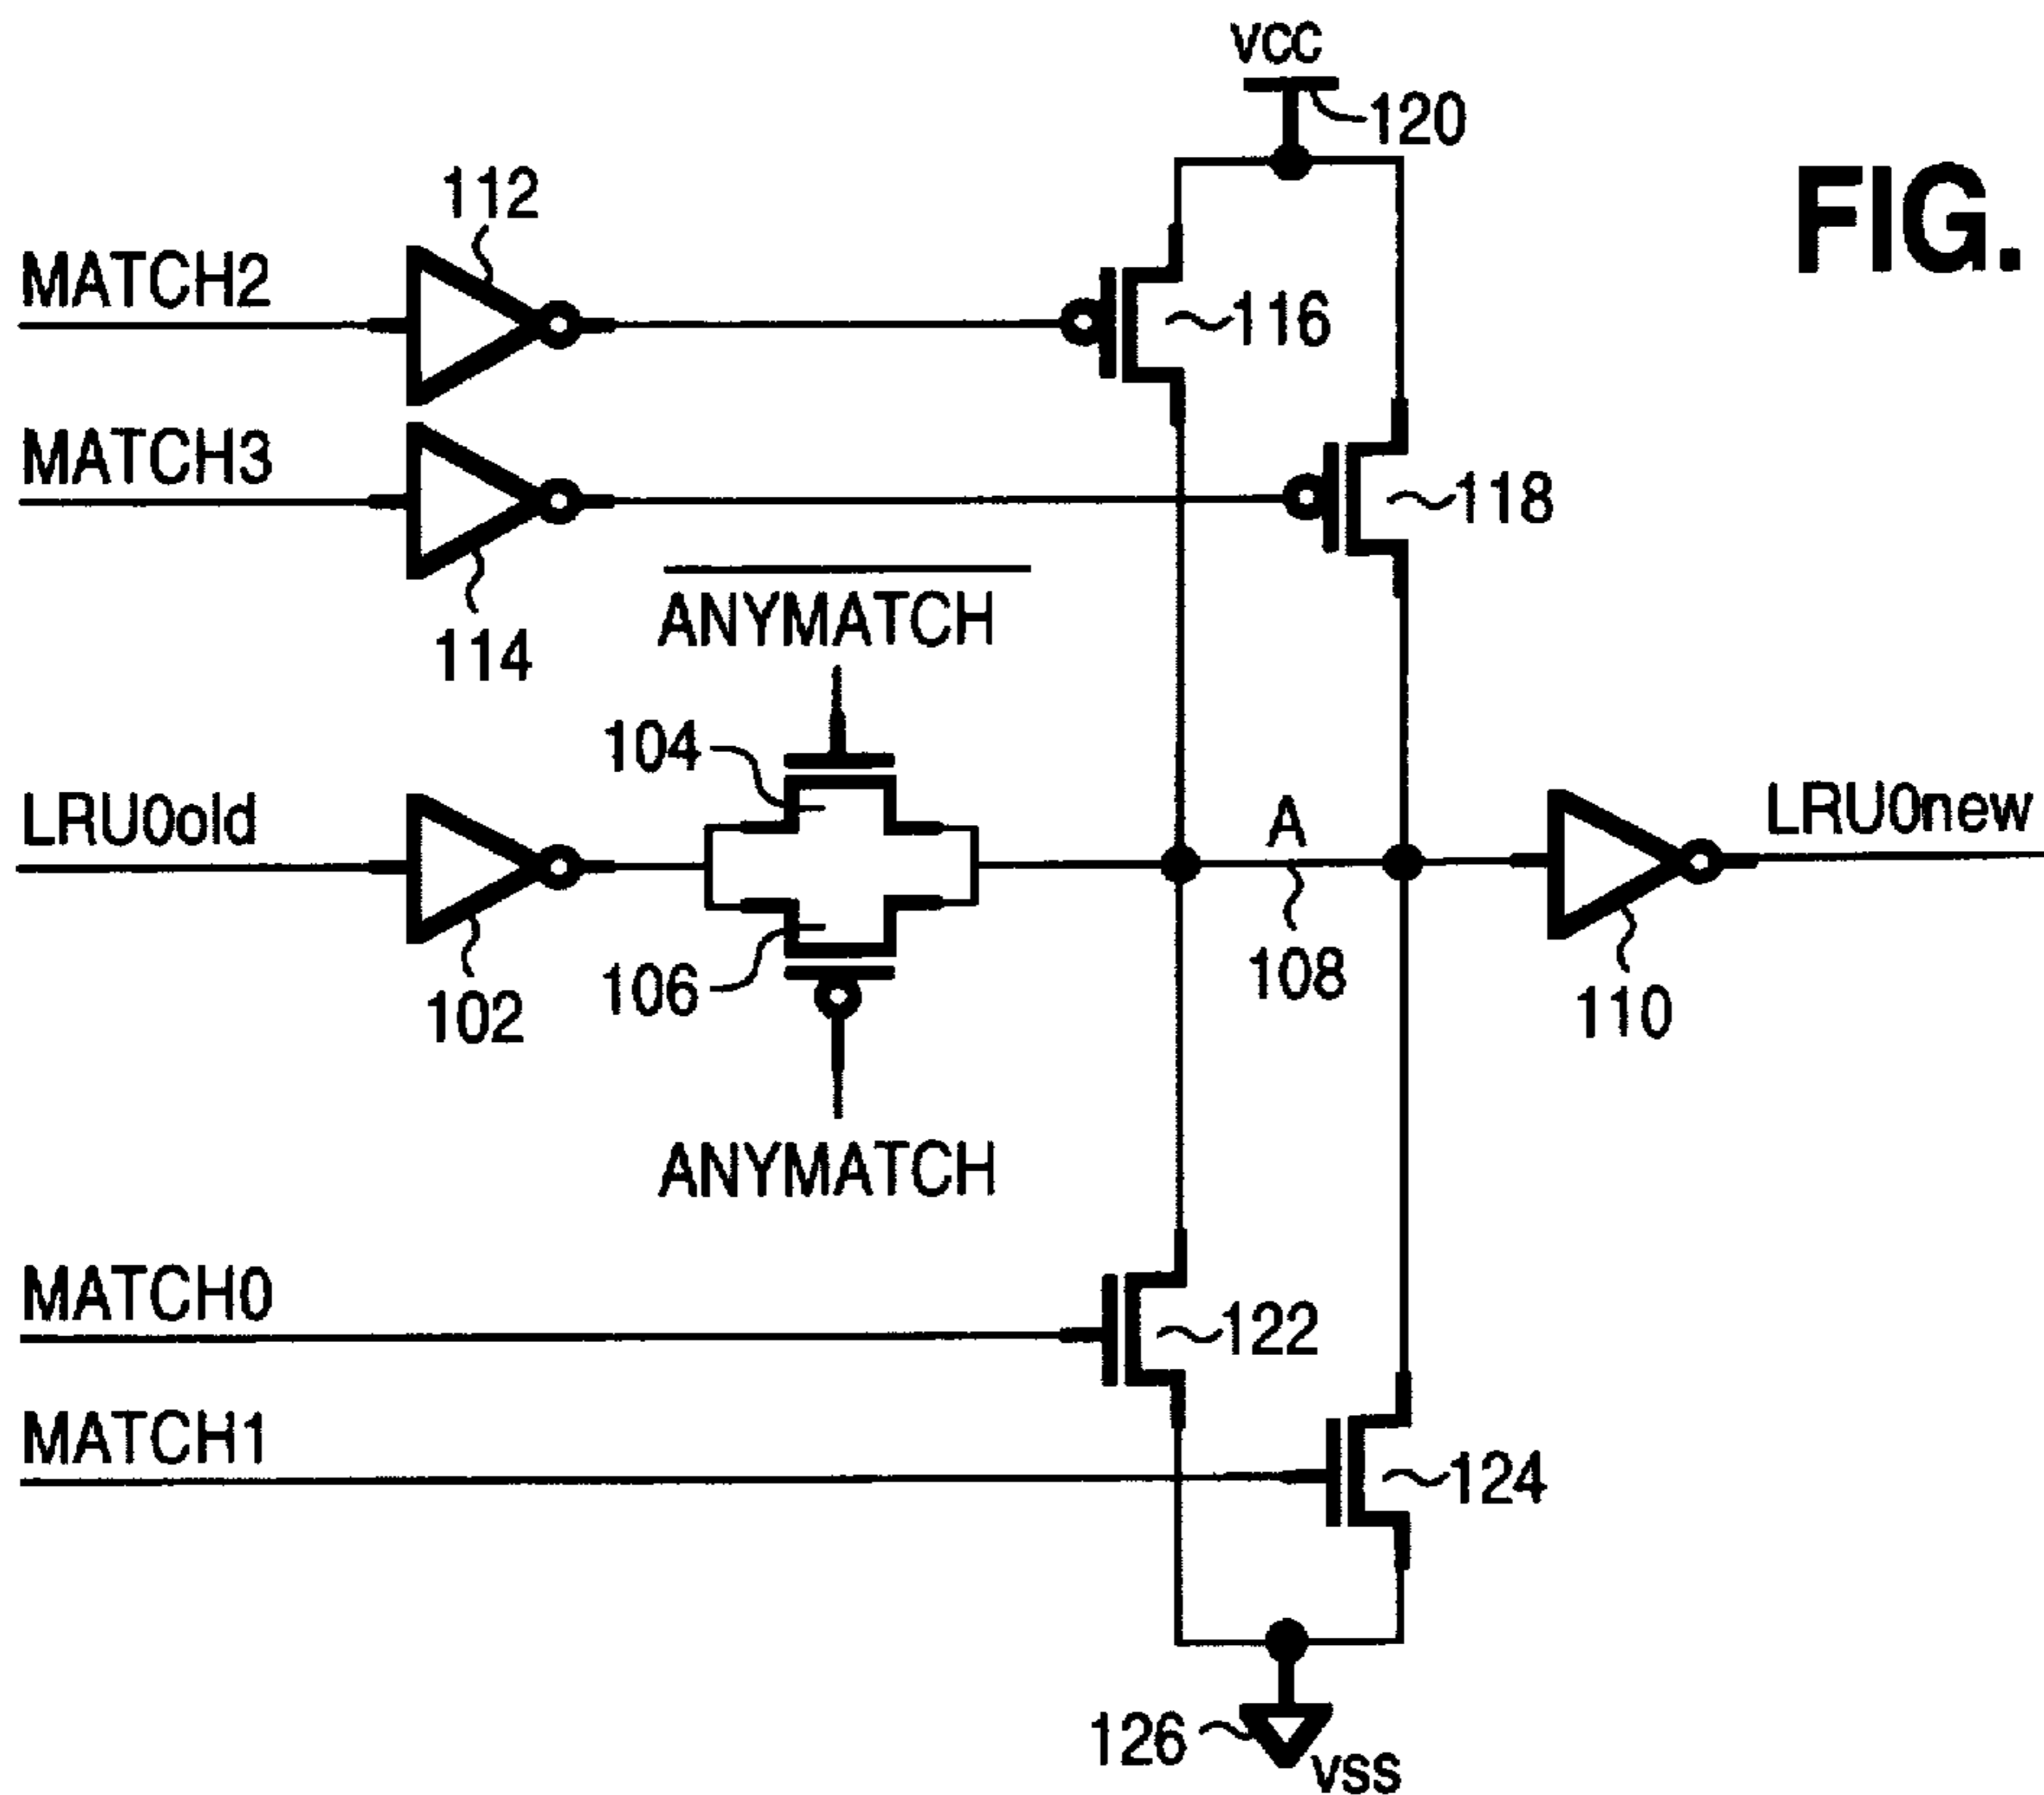 VCC
120
FIG.
112
MATCH2
116
MATCH3
118
114
ANYMATCH
104
LRU0old
A
LRU0new
102
106
108
110
ANYMATCH
MATCH0
122
MATCH1
124
126
VSS